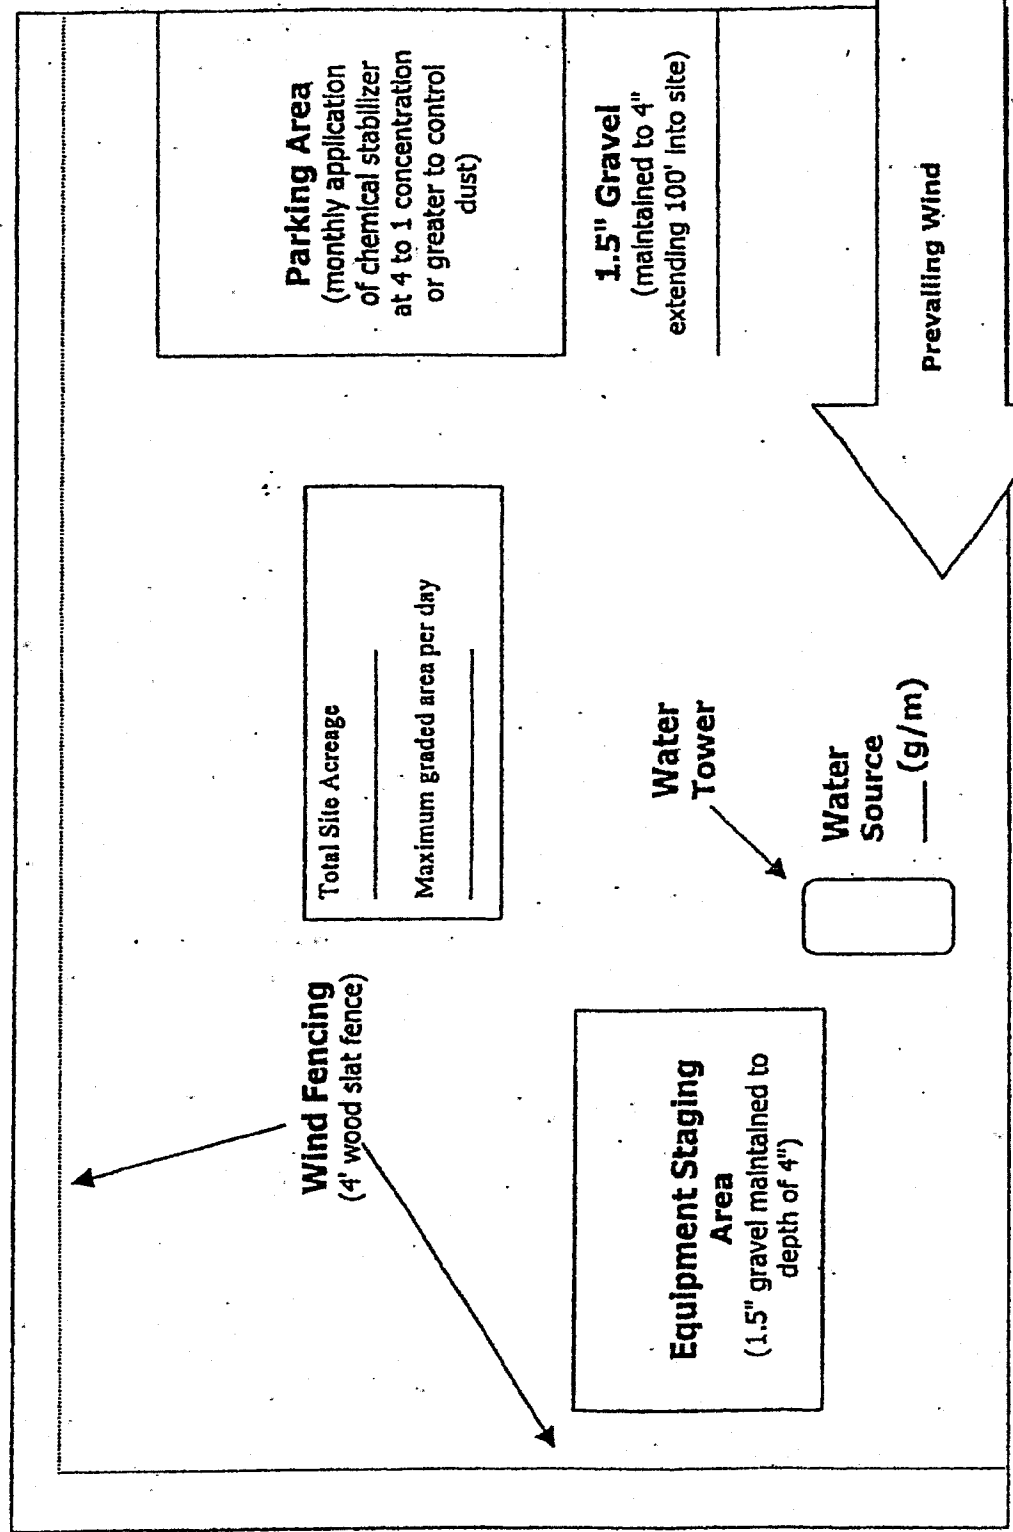 Wind Fencing
(4' wood slat fence)
Total Site Acreage
Maximum graded area per day
Parking Area
(monthly application
of chemical stabilizer
at 4 to 1 concentration
or greater to control
dust)
1.5" Gravel
(maintained to 4"
extending 100' into site)
Equipment Staging
Area
(1.5" gravel maintained to
depth of 4")
Water
Tower
Water
Source
___ (g/m)
Prevailing Wind